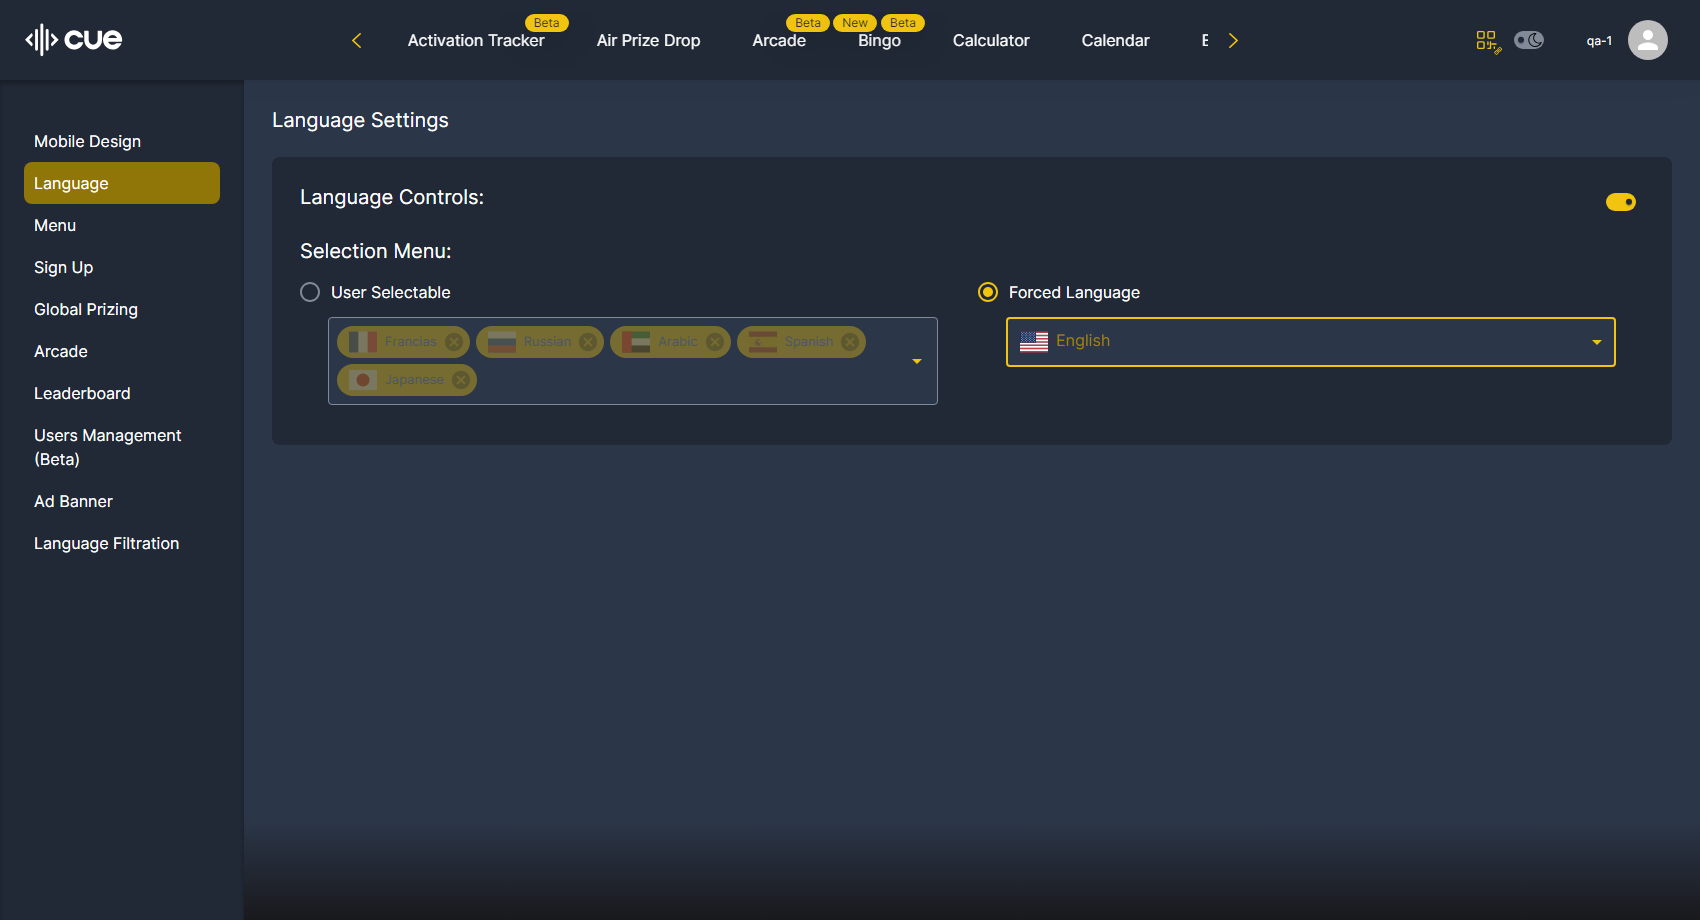 cue
Activation Tracker Beta
Air Prize Drop
Arcade Beta
Bingo New Beta
Calculator
Calendar
qa-1
Mobile Design
Language
Menu
Sign Up
Global Prizing
Arcade
Leaderboard
Users Management
(Beta)
Ad Banner
Language Filtration
Language Settings
Language Controls:
Selection Menu:
User Selectable
Francias Russian Arabic Spanish
Japanese
Forced Language
English